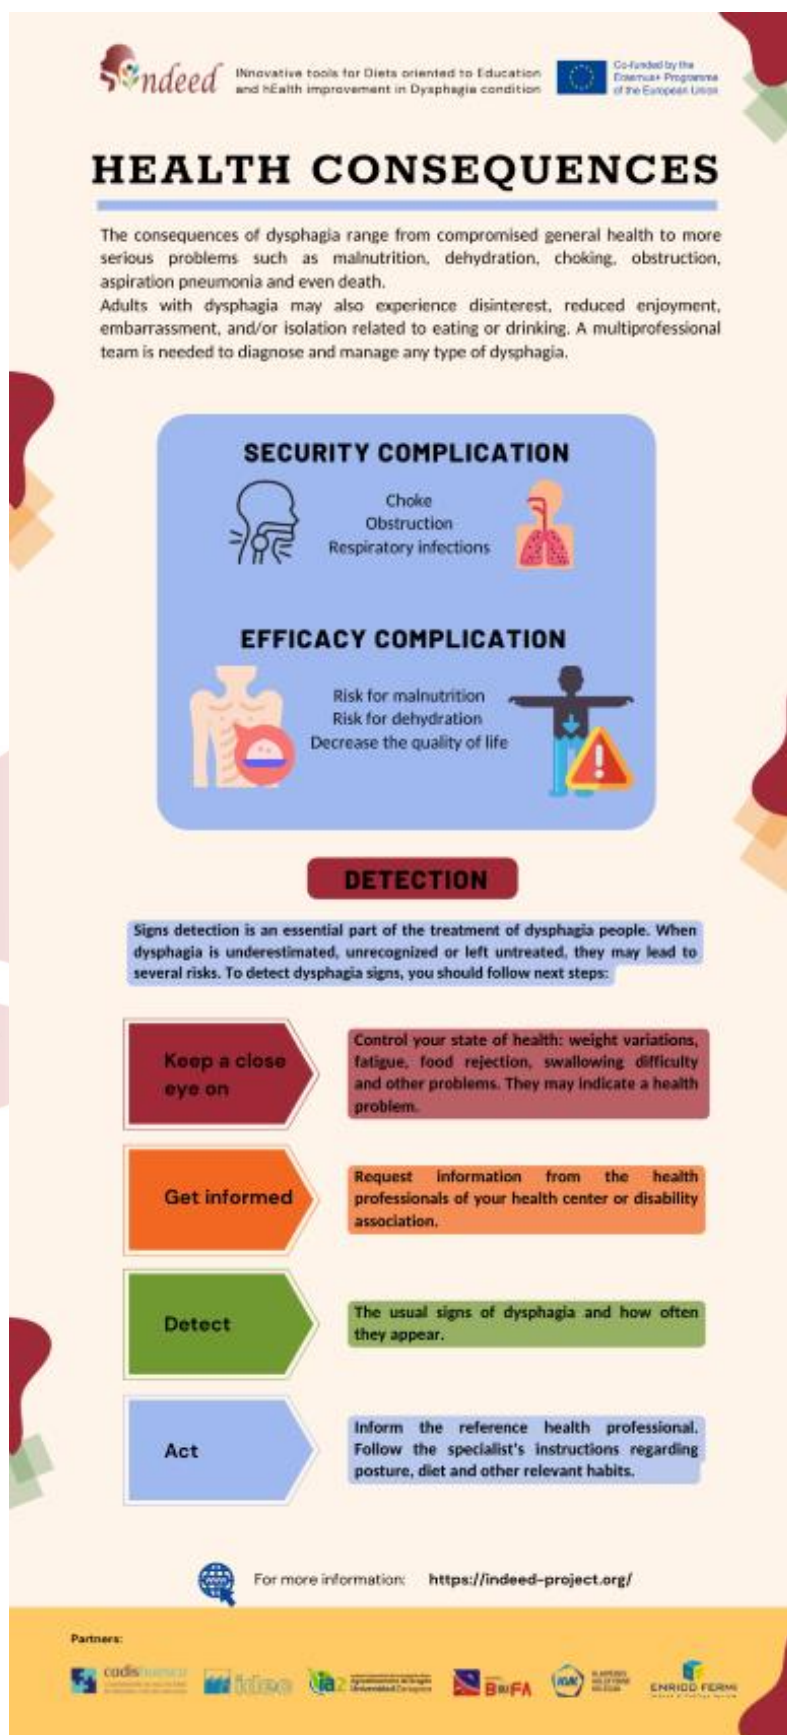 indeed
INnovative tools for Diets oriented to Education
and hEalth improvement in Dysphagia condition
Co-funded by the
Erasmus+ Programme
of the European Union
HEALTH CONSEQUENCES
The consequences of dysphagia range from compromised general health to more
serious problems such as malnutrition, dehydration, choking, obstruction,
aspiration pneumonia and even death.
Adults with dysphagia may also experience disinterest, reduced enjoyment,
embarrassment, and/or isolation related to eating or drinking. A multiprofessional
team is needed to diagnose and manage any type of dysphagia.
SECURITY COMPLICATION
Choke
Obstruction
Respiratory infections
EFFICACY COMPLICATION
Risk for malnutrition
Risk for dehydration
Decrease the quality of life
DETECTION
Signs detection is an essential part of the treatment of dysphagia people. When
dysphagia is underestimated, unrecognized or left untreated, they may lead to
several risks. To detect dysphagia signs, you should follow next steps:
Keep a close
eye on
Control your state of health: weight variations,
fatigue, food rejection, swallowing difficulty
and other problems. They may indicate a health
problem.
Get informed
Request information from the health
professionals of your health center or disability
association.
Detect
The usual signs of dysphagia and how often
they appear.
Act
Inform the reference health professional.
Follow the specialist's instructions regarding
posture, diet and other relevant habits.
For more information: https://indeed-project.org/
Partners:
cadishuesca
idec
ia2
Universidad Zaragoza
BRIFA
ENRICO FERMI